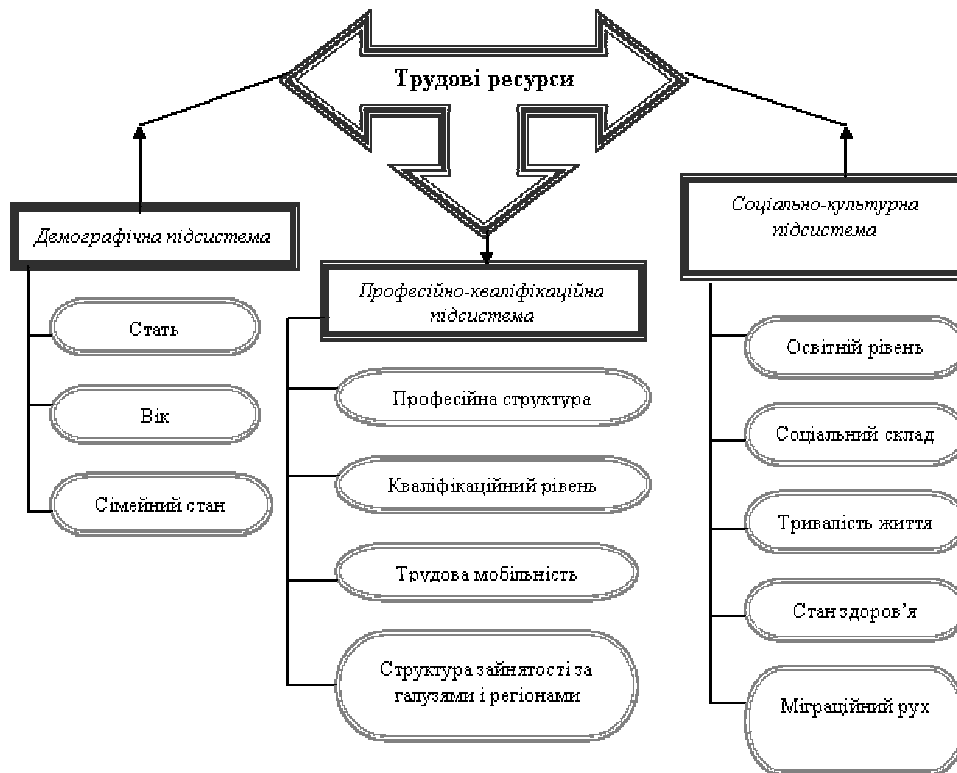 Трудові ресурси
Демографічна підсистема
Стать
Вік
Сімейний стан
Професійно-кваліфікаційна
підсистема
Професійна структура
Кваліфікаційний рівень
Трудова мобільність
Структура зайнятості за
галузями і регіонами
Соціально-культурна
підсистема
Освітній рівень
Соціальний склад
Тривалість життя
Стан здоров’я
Міграційний рух